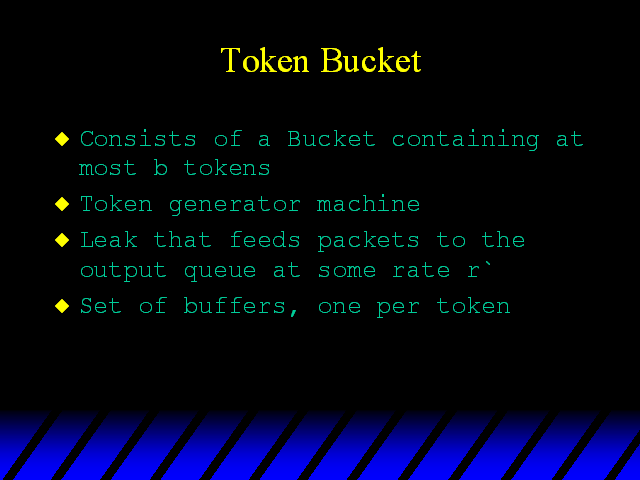 Token Bucket
Consists of a Bucket containing at
most b tokens
Token generator machine
Leak that feeds packets to the
output queue at some rate r`
Set of buffers, one per token